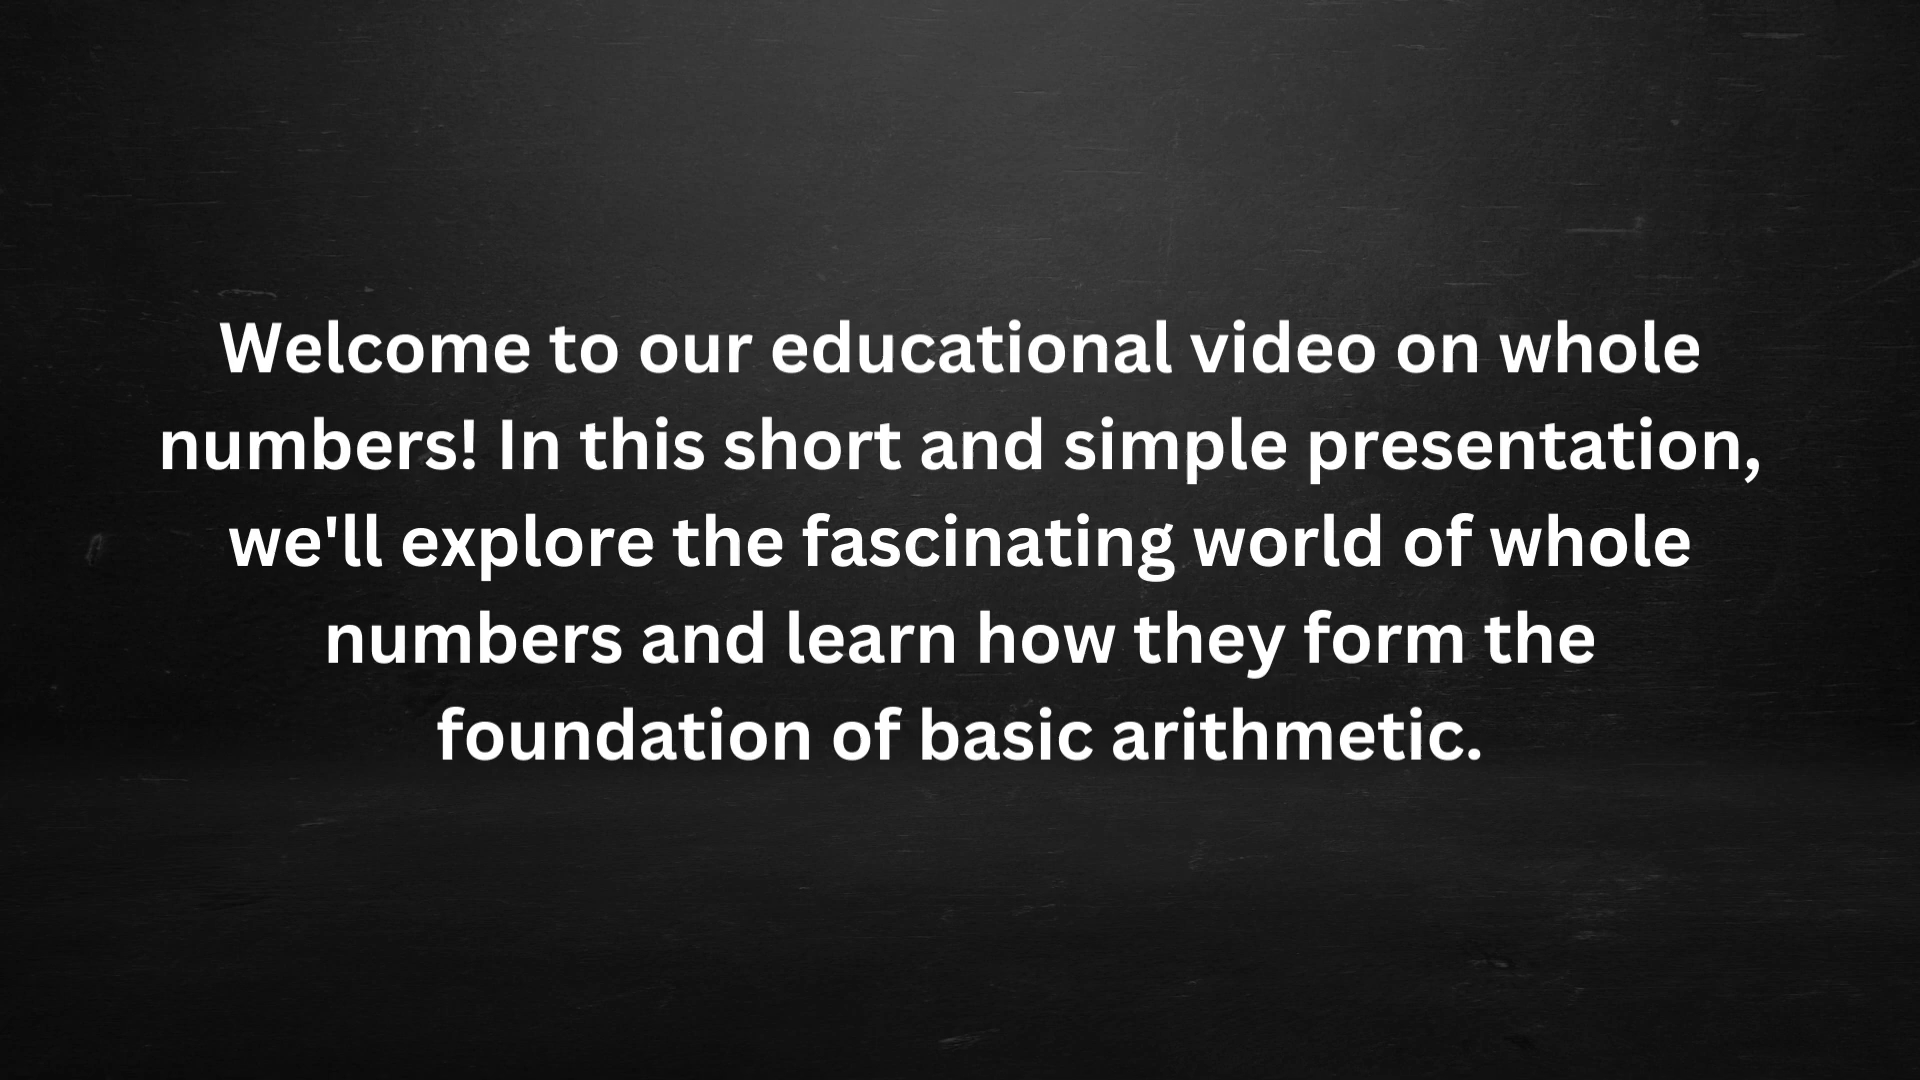 Welcome to our educational video on whole
numbers! In this short and simple presentation,
we'll explore the fascinating world of whole
numbers and learn how they form the
foundation of basic arithmetic.